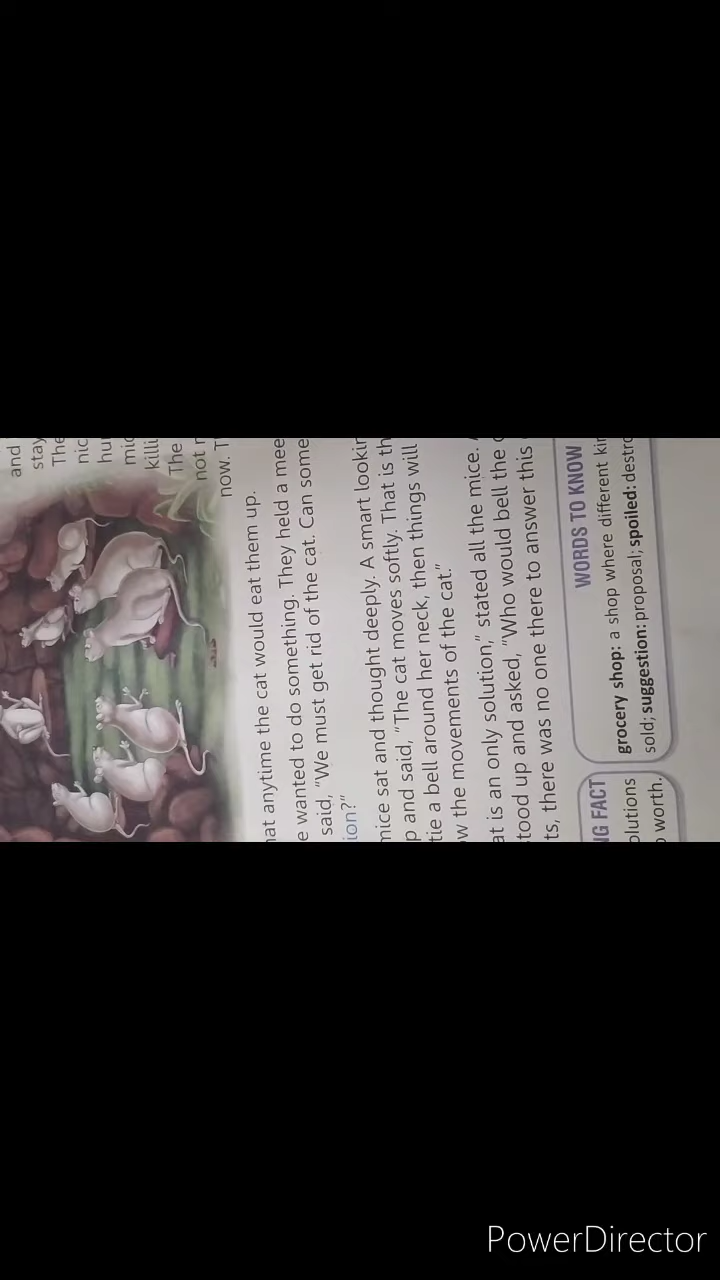 and
stay
The
nic
hu
mic
killi
The
not
now. T
hat anytime the cat would eat them up.
e wanted to do something. They held a mee
said, "We must get rid of the cat. Can some
ion?"
mice sat and thought deeply. A smart lookin
p and said, "The cat moves softly. That is th
tie a bell around her neck, then things will
w the movements of the cat."
at is an only solution," stated all the mice.
tood up and asked, "Who would bell the
ts, there was no one there to answer this
NG FACT
olutions
worth.
WORDS TO KNOW
grocery shop: a shop where different kin
sold; suggestion: proposal; spoiled: destro
PowerDirector